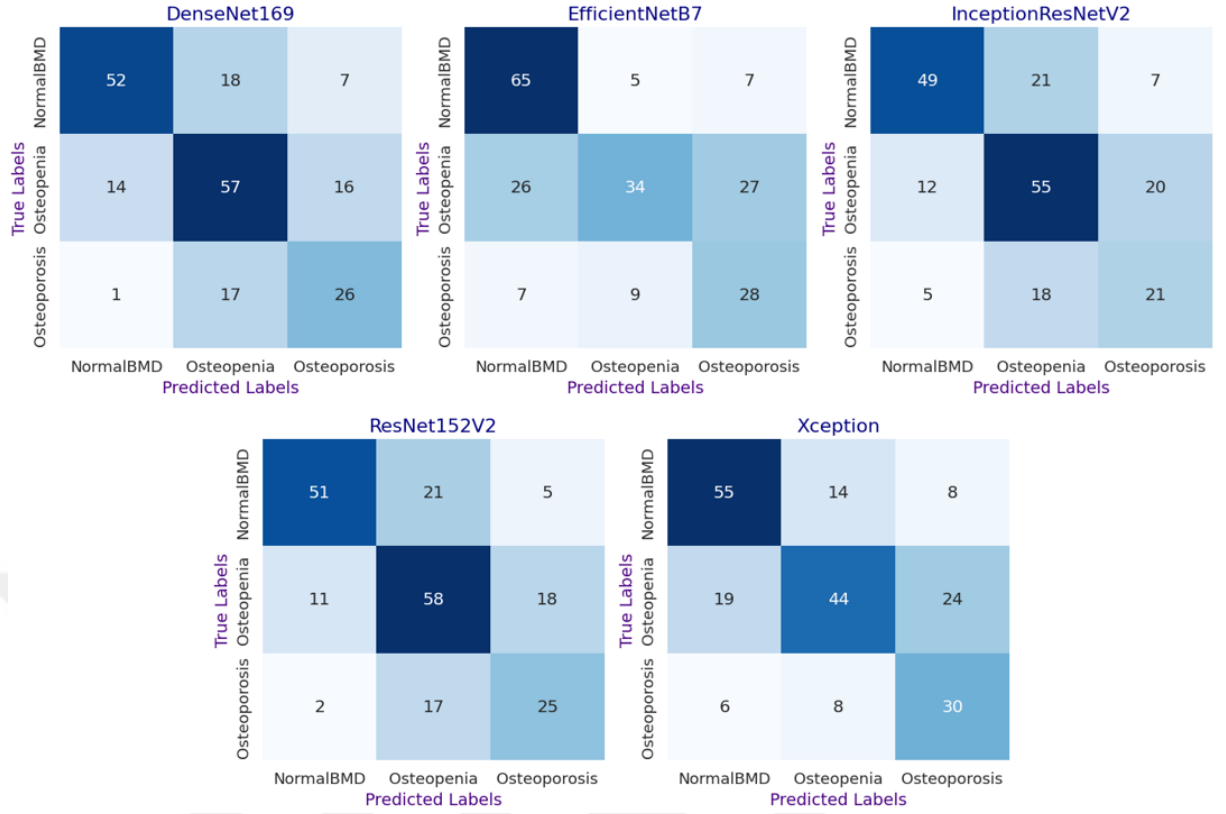 DenseNet169
NormalBMD 52 18 7
Osteopenia 14 57 16
Osteoporosis 1 17 26
True Labels
NormalBMD Osteopenia Osteoporosis
Predicted Labels
EfficientNetB7
NormalBMD 65 5 7
Osteopenia 26 34 27
Osteoporosis 7 9 28
True Labels
NormalBMD Osteopenia Osteoporosis
Predicted Labels
InceptionResNetV2
NormalBMD 49 21 7
Osteopenia 12 55 20
Osteoporosis 5 18 21
True Labels
NormalBMD Osteopenia Osteoporosis
Predicted Labels
ResNet152V2
NormalBMD 51 21 5
Osteopenia 11 58 18
Osteoporosis 2 17 25
True Labels
NormalBMD Osteopenia Osteoporosis
Predicted Labels
Xception
NormalBMD 55 14 8
Osteopenia 19 44 24
Osteoporosis 6 8 30
True Labels
NormalBMD Osteopenia Osteoporosis
Predicted Labels